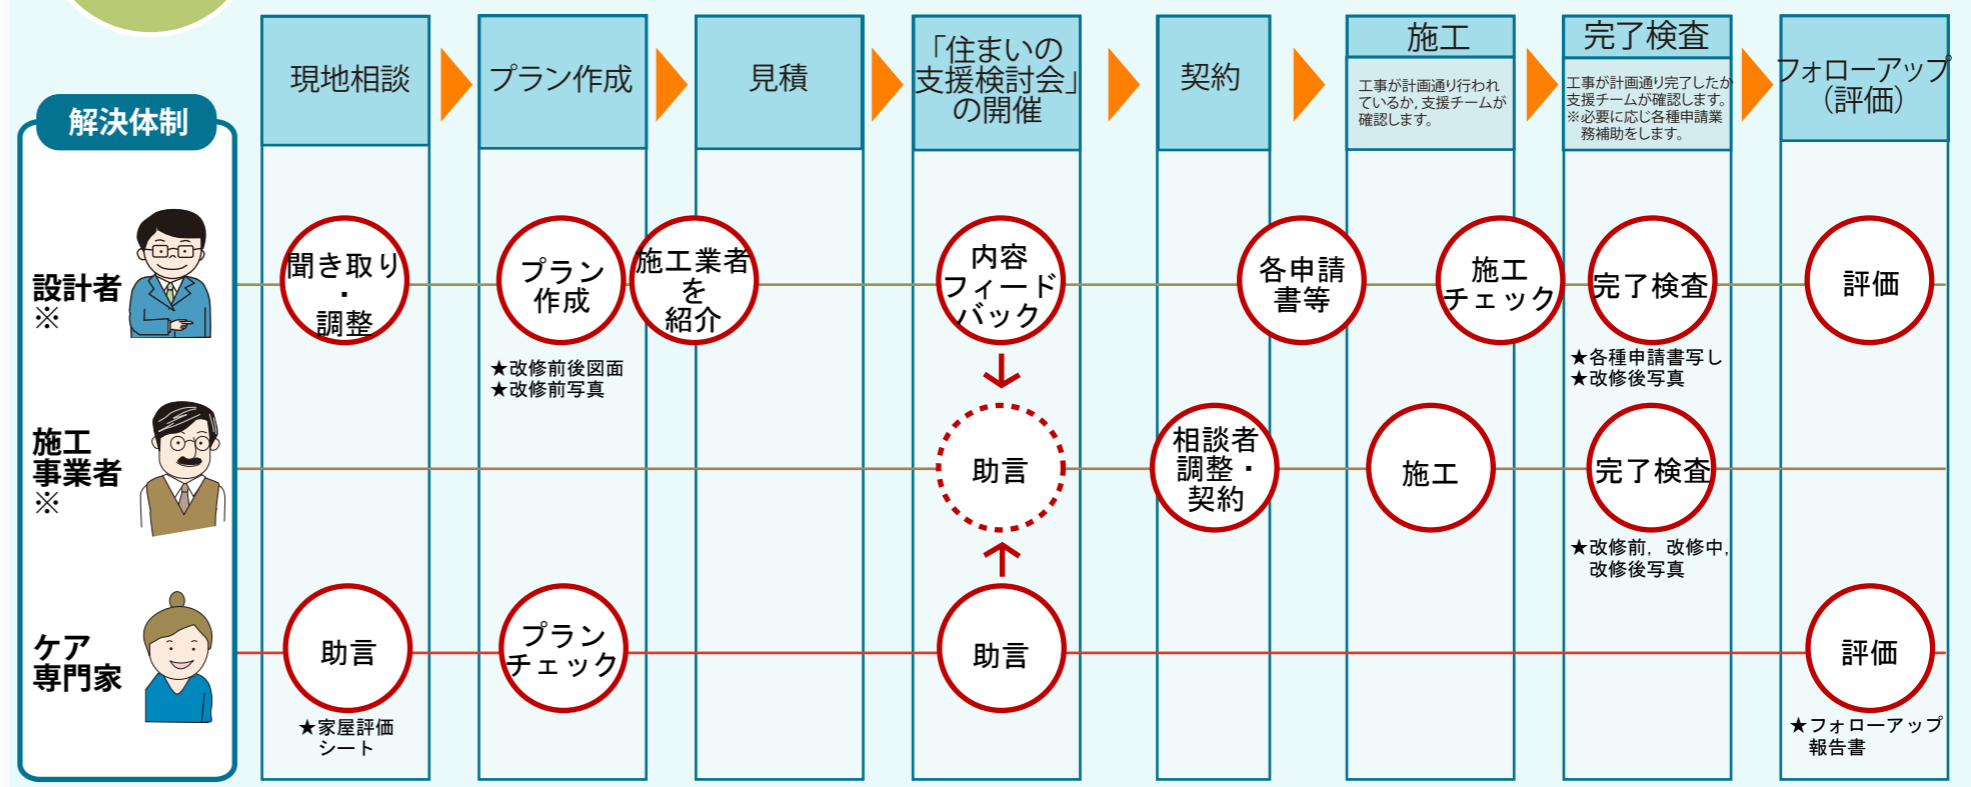 現地相談
プラン作成
見積
「住まいの
支援検討会」
の開催
契約
施工
工事が計画通り行われ
ているか,支援チームが
確認します。
完了検査
工事が計画通り完了したか
支援チームが確認します。
※必要に応じ各種申請業
務補助をします。
フォローアップ
(評価)
解決体制
設計者
※
聞き取り
・
調整
プラン
作成
★改修前後図面
★改修前写真
施工業者
を
紹介
内容
フィード
バック
各申請
書等
施工
チェック
完了検査
★各種申請書写し
★改修後写真
評価
施工
事業者
※
助言
相談者
調整・
契約
施工
完了検査
★改修前,改修中,
改修後写真
ケア
専門家
助言
★家屋評価
シート
プラン
チェック
助言
評価
★フォローアップ
報告書